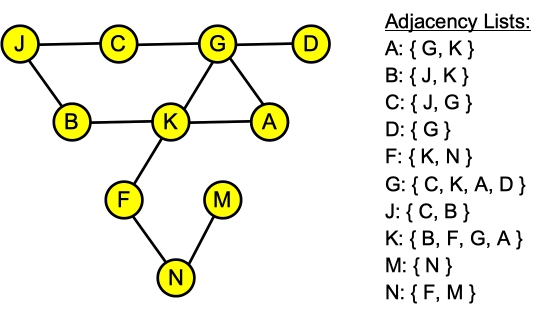 J C G D
B K A
F M
N
Adjacency Lists:
A: { G, K }
B: { J, K }
C: { J, G }
D: { G }
F: { K, N }
G: { C, K, A, D }
J: { C, B }
K: { B, F, G, A }
M: { N }
N: { F, M }